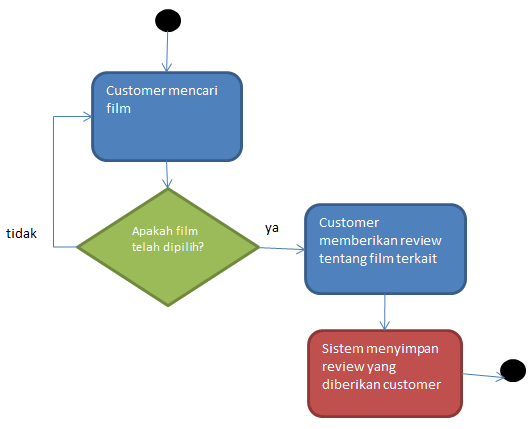 Customer mencari
film
Apakah film
telah dipilih?
tidak
ya
Customer
memberikan review
tentang film terkait
Sistem menyimpan
review yang
diberikan customer